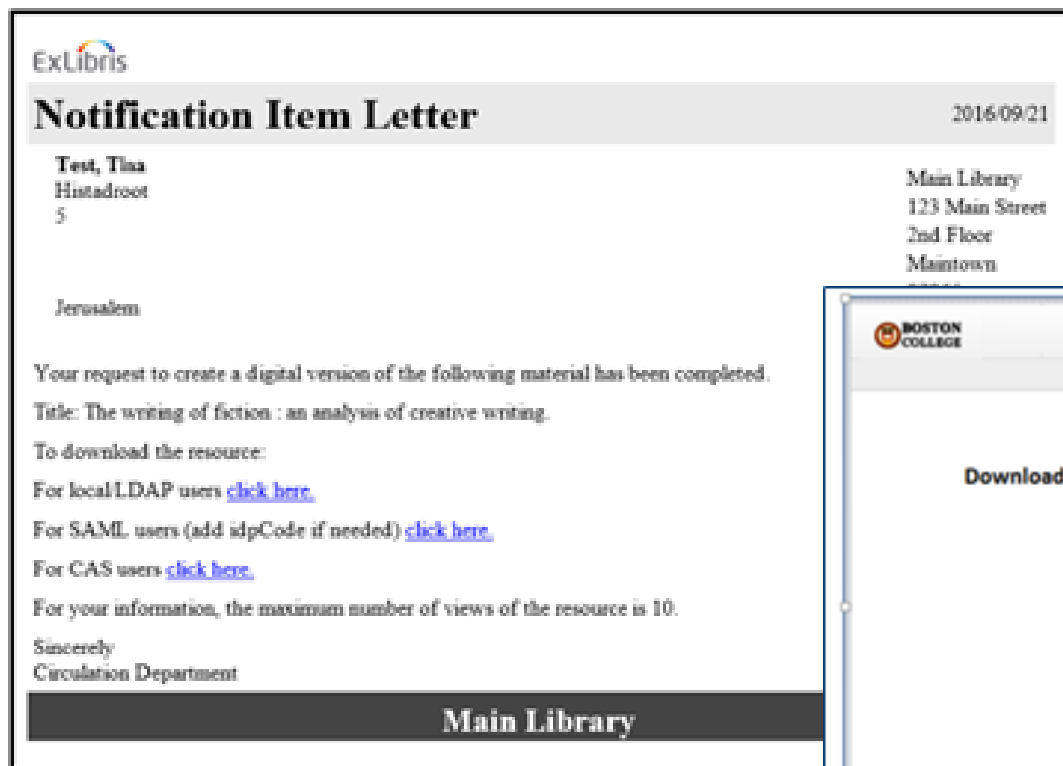 ExLibris
Notification Item Letter
2016/09/21
Test, Tina
Histadroot
5
Jerusalem
Main Library
123 Main Street
2nd Floor
Maintown
Your request to create a digital version of the following material has been completed.
Title: The writing of fiction : an analysis of creative writing.
To download the resource:
For local/LDAP users click here.
For SAML users (add idpCode if needed) click here.
For CAS users click here.
For your information, the maximum number of views of the resource is 10.
Sincerely
Circulation Department
Main Library
BOSTON
COLLEGE
Download